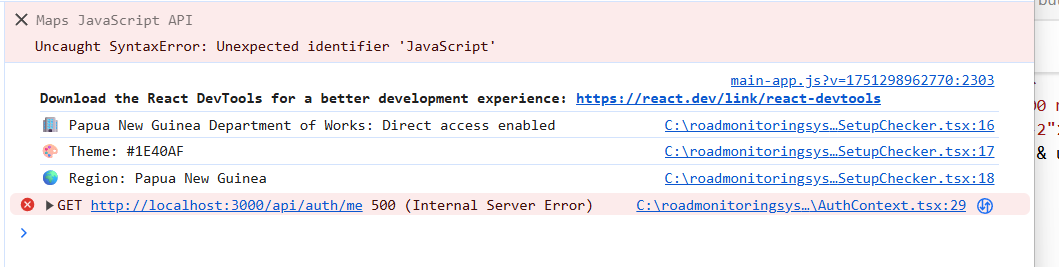 Maps JavaScript API
Uncaught SyntaxError: Unexpected identifier 'JavaScript'
main-app.js?v=1751298962770:2303
Download the React DevTools for a better development experience: https://react.dev/link/react-devtools
Papua New Guinea Department of Works: Direct access enabled C:\roadmonitoringsys…SetupChecker.tsx:16
Theme: #1E40AF C:\roadmonitoringsys…SetupChecker.tsx:17
Region: Papua New Guinea C:\roadmonitoringsys…SetupChecker.tsx:18
GET http://localhost:3000/api/auth/me 500 (Internal Server Error) C:\roadmonitoringsys…\AuthContext.tsx:29